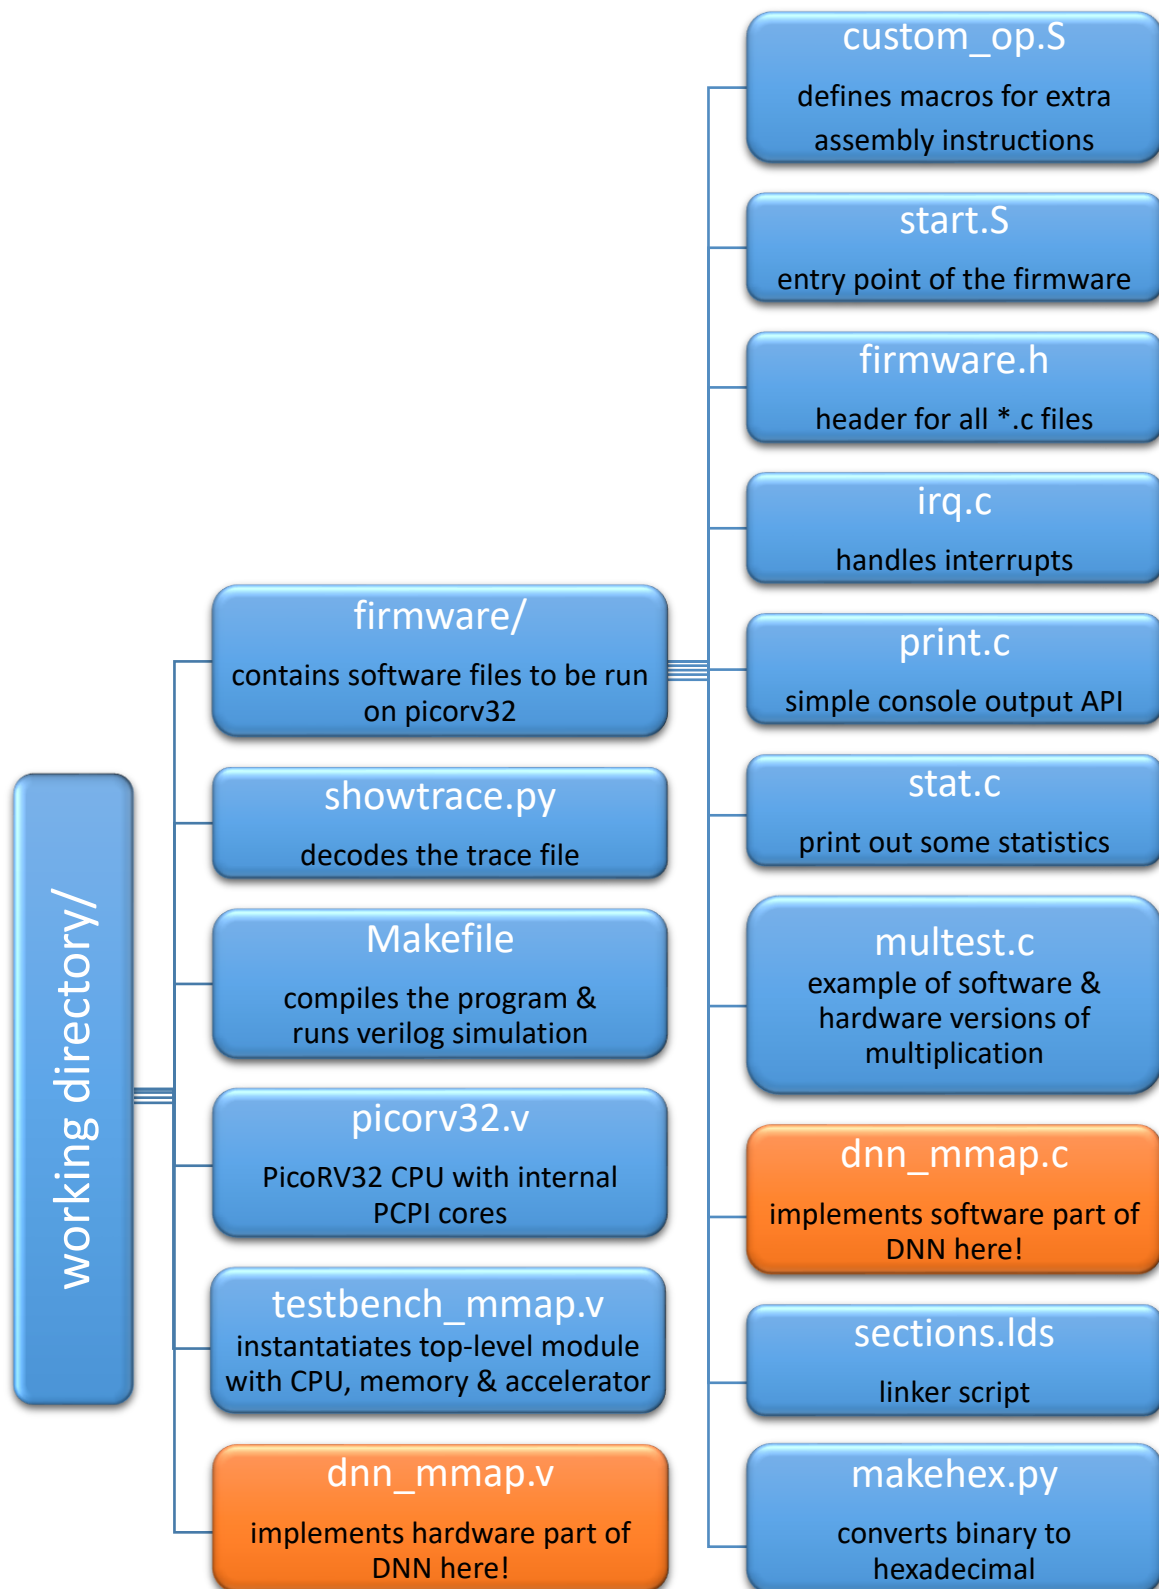 working directory/
firmware/
contains software files to be run
on picorv32
showtrace.py
decodes the trace file
Makefile
compiles the program &
runs verilog simulation
picorv32.v
PicoRV32 CPU with internal
PCPI cores
testbench_mmap.v
instantatiates top-level module
with CPU, memory & accelerator
dnn_mmap.v
implements hardware part of
DNN here!
custom_op.S
defines macros for extra
assembly instructions
start.S
entry point of the firmware
firmware.h
header for all *.c files
irq.c
handles interrupts
print.c
simple console output API
stat.c
print out some statistics
multest.c
example of software &
hardware versions of
multiplication
dnn_mmap.c
implements software part of
DNN here!
sections.lds
linker script
makehex.py
converts binary to
hexadecimal